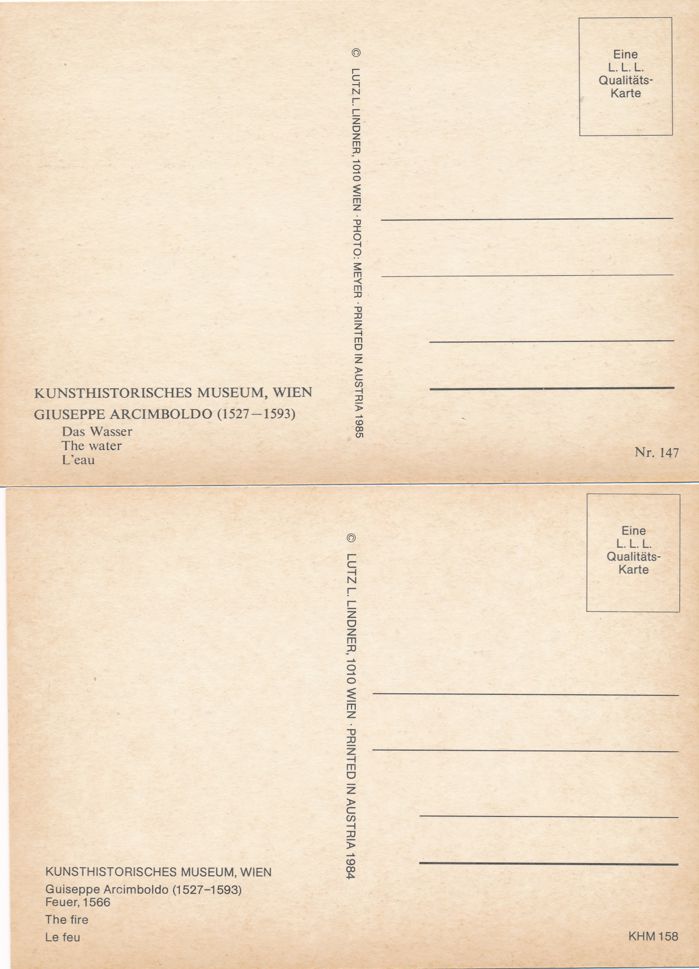 Eine
L. L. L.
Qualitäts-
Karte
© LUTZ L. LINDNER, 1010 WIEN · PHOTO: MEYER · PRINTED IN AUSTRIA 1985
KUNSTHISTORISCHES MUSEUM, WIEN
GIUSEPPE ARCIMBOLDO (1527—1593)
Das Wasser
The water
L'eau
Nr. 147
Eine
L. L. L.
Qualitäts-
Karte
© LUTZ L. LINDNER, 1010 WIEN · PRINTED IN AUSTRIA 1984
KUNSTHISTORISCHES MUSEUM, WIEN
Guiseppe Arcimboldo (1527–1593)
Feuer, 1566
The fire
Le feu
KHM 158